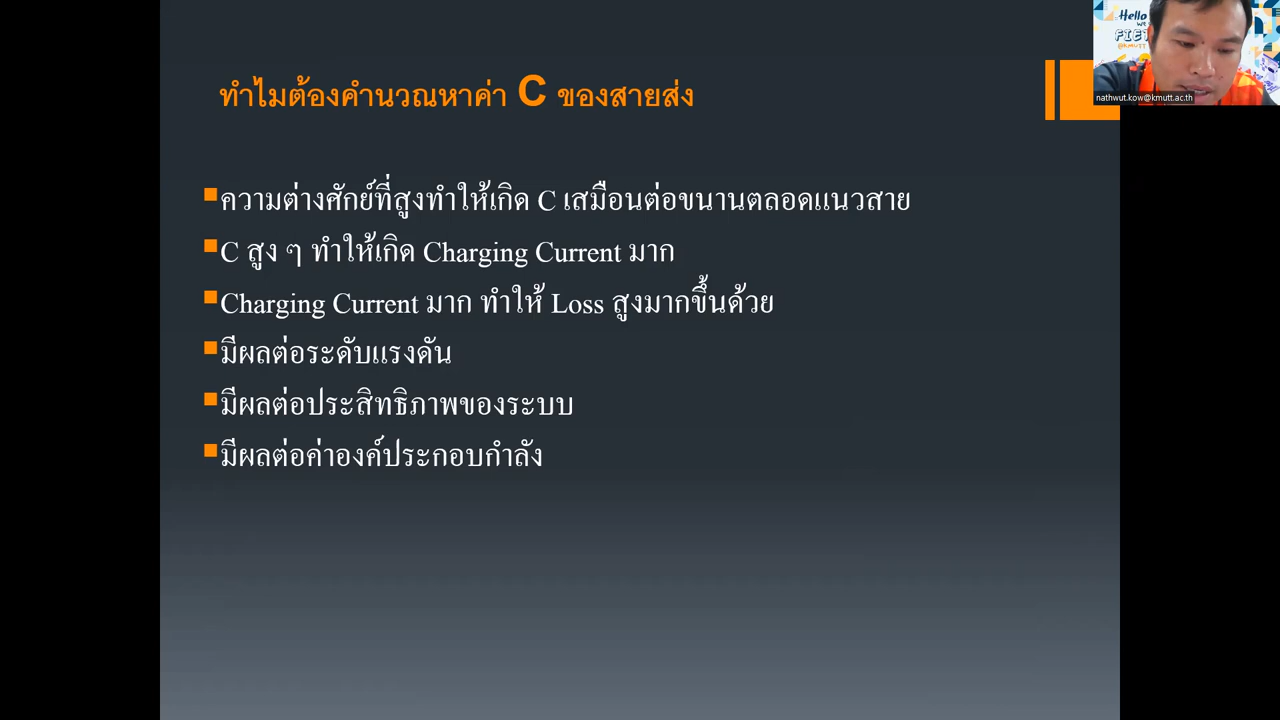 Hello
we
FIET
@KMUTT
nathwut.kow@kmutt.ac.th
ทำไมต้องคำนวณหาค่า C ของสายส่ง
ความต่างศักย์ที่สูงทำให้เกิด C เสมือนต่อขนานตลอดแนวสาย
C สูง ๆ ทำให้เกิด Charging Current มาก
Charging Current มาก ทำให้ Loss สูงมากขึ้นด้วย
มีผลต่อระดับแรงดัน
มีผลต่อประสิทธิภาพของระบบ
มีผลต่อค่าองค์ประกอบกำลัง